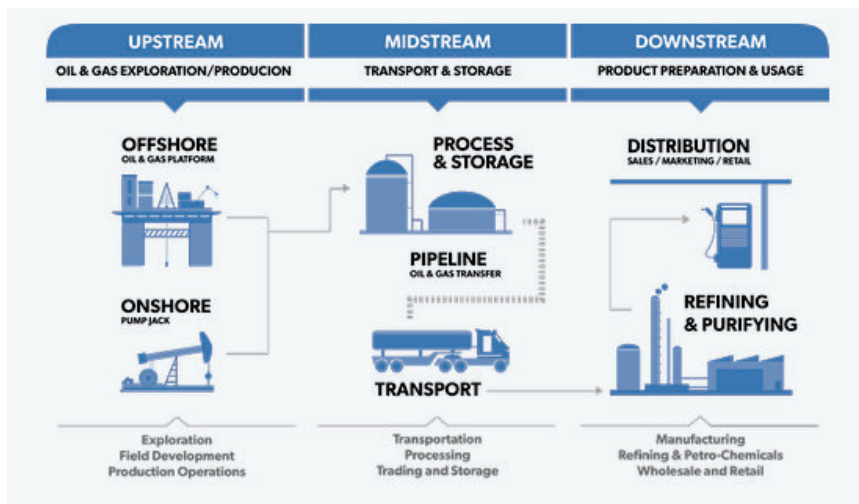 UPSTREAM
OIL & GAS EXPLORATION/PRODUCION
OFFSHORE
OIL & GAS PLATFORM
ONSHORE
PUMP JACK
Exploration
Field Development
Production Operations
MIDSTREAM
TRANSPORT & STORAGE
PROCESS
& STORAGE
PIPELINE
OIL & GAS TRANSFER
TRANSPORT
Transportation
Processing
Trading and Storage
DOWNSTREAM
PRODUCT PREPARATION & USAGE
DISTRIBUTION
SALES / MARKETING / RETAIL
REFINING
& PURIFYING
Manufacturing
Refining & Petro-Chemicals
Wholesale and Retail